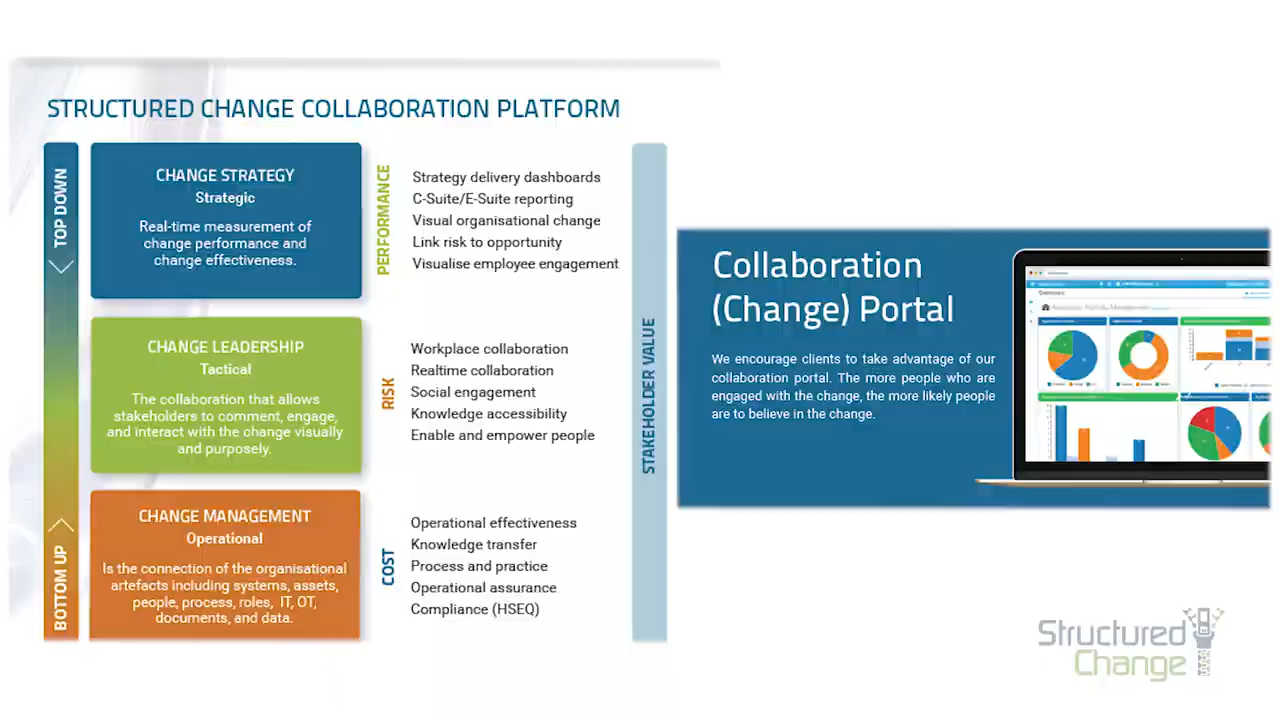 STRUCTURED CHANGE COLLABORATION PLATFORM
TOP DOWN
BOTTOM UP
CHANGE STRATEGY
Strategic
Real-time measurement of
change performance and
change effectiveness.
PERFORMANCE
Strategy delivery dashboards
C-Suite/E-Suite reporting
Visual organisational change
Link risk to opportunity
Visualise employee engagement
CHANGE LEADERSHIP
Tactical
The collaboration that allows
stakeholders to comment, engage,
and interact with the change visually
and purposely.
RISK
Workplace collaboration
Realtime collaboration
Social engagement
Knowledge accessibility
Enable and empower people
CHANGE MANAGEMENT
Operational
Is the connection of the organisational
artefacts including systems, assets,
people, process, roles, IT, OT,
documents, and data.
COST
Operational effectiveness
Knowledge transfer
Process and practice
Operational assurance
Compliance (HSEQ)
STAKEHOLDER VALUE
Collaboration
(Change) Portal
We encourage clients to take advantage of our
collaboration portal. The more people who are
engaged with the change, the more likely people
are to believe in the change.
Structured
Change